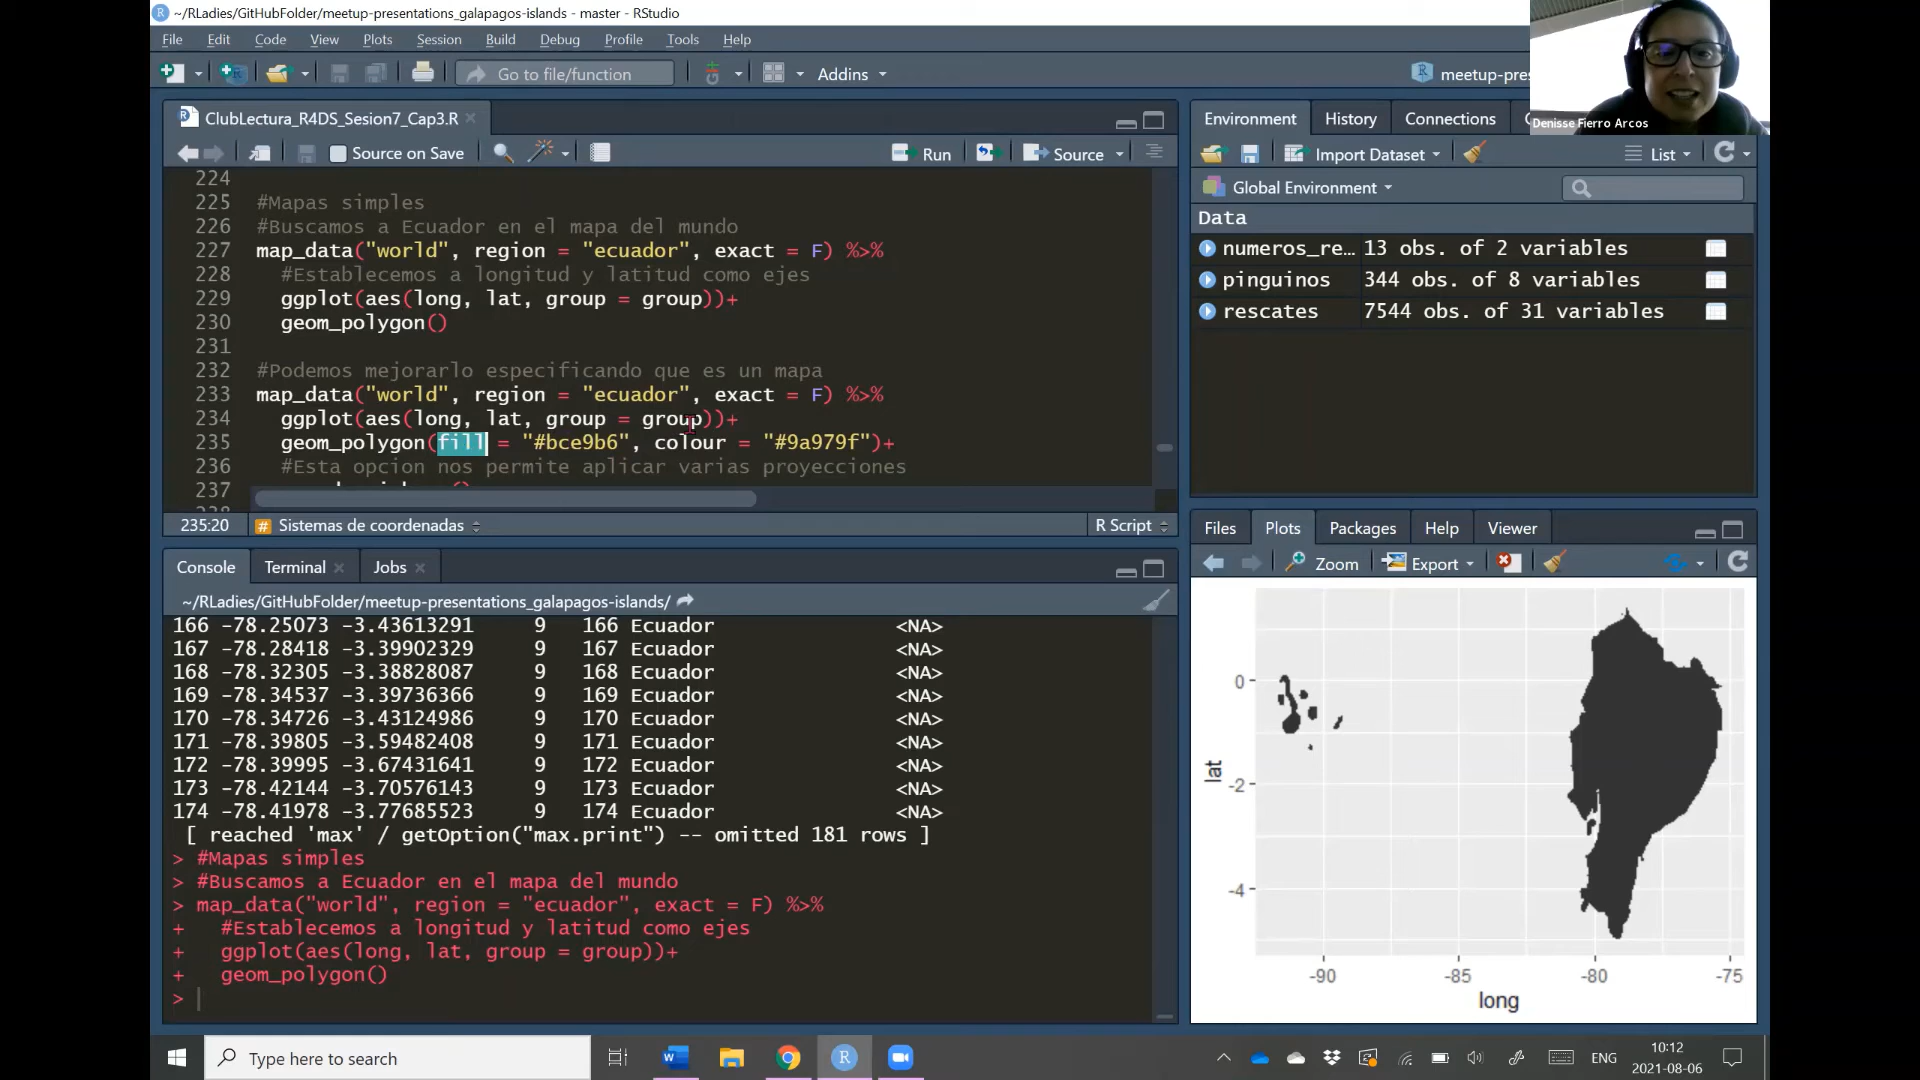 ~/RLadies/GitHubFolder/meetup-presentations_galapagos-islands - master - RStudio
File Edit Code View Plots Session Build Debug Profile Tools Help
Go to file/function Addins
Denisse Fierro Arcos
ClubLectura_R4DS_Sesion7_Cap3.R
Source on Save Run Source
224
225 #Mapas simples
226 #Buscamos a Ecuador en el mapa del mundo
227 map_data("world", region = "ecuador", exact = F) %>%
228 #Establecemos a longitud y latitud como ejes
229 ggplot(aes(long, lat, group = group))+
230 geom_polygon()
231
232 #Podemos mejorarlo especificando que es un mapa
233 map_data("world", region = "ecuador", exact = F) %>%
234 ggplot(aes(long, lat, group = group))+
235 geom_polygon(fill = "#bce9b6", colour = "#9a979f")+
236 #Esta opcion nos permite aplicar varias proyecciones
237
235:20 # Sistemas de coordenadas R Script
Console Terminal Jobs
~/RLadies/GitHubFolder/meetup-presentations_galapagos-islands/
166 -78.25073 -3.43613291 9 166 Ecuador <NA>
167 -78.28418 -3.39902329 9 167 Ecuador <NA>
168 -78.32305 -3.38828087 9 168 Ecuador <NA>
169 -78.34537 -3.39736366 9 169 Ecuador <NA>
170 -78.34726 -3.43124986 9 170 Ecuador <NA>
171 -78.39805 -3.59482408 9 171 Ecuador <NA>
172 -78.39995 -3.67431641 9 172 Ecuador <NA>
173 -78.42144 -3.70576143 9 173 Ecuador <NA>
174 -78.41978 -3.77685523 9 174 Ecuador <NA>
[ reached 'max' / getOption("max.print") -- omitted 181 rows ]
> #Mapas simples
> #Buscamos a Ecuador en el mapa del mundo
> map_data("world", region = "ecuador", exact = F) %>%
+ #Establecemos a longitud y latitud como ejes
+ ggplot(aes(long, lat, group = group))+
+ geom_polygon()
>
meetup-pres
Environment History Connections
Import Dataset List
Global Environment
Data
numeros_re… 13 obs. of 2 variables
pinguinos 344 obs. of 8 variables
rescates 7544 obs. of 31 variables
Files Plots Packages Help Viewer
Zoom Export
0
-2
-4
lat
-90 -85 -80 -75
long
Type here to search
ENG
10:12
2021-08-06